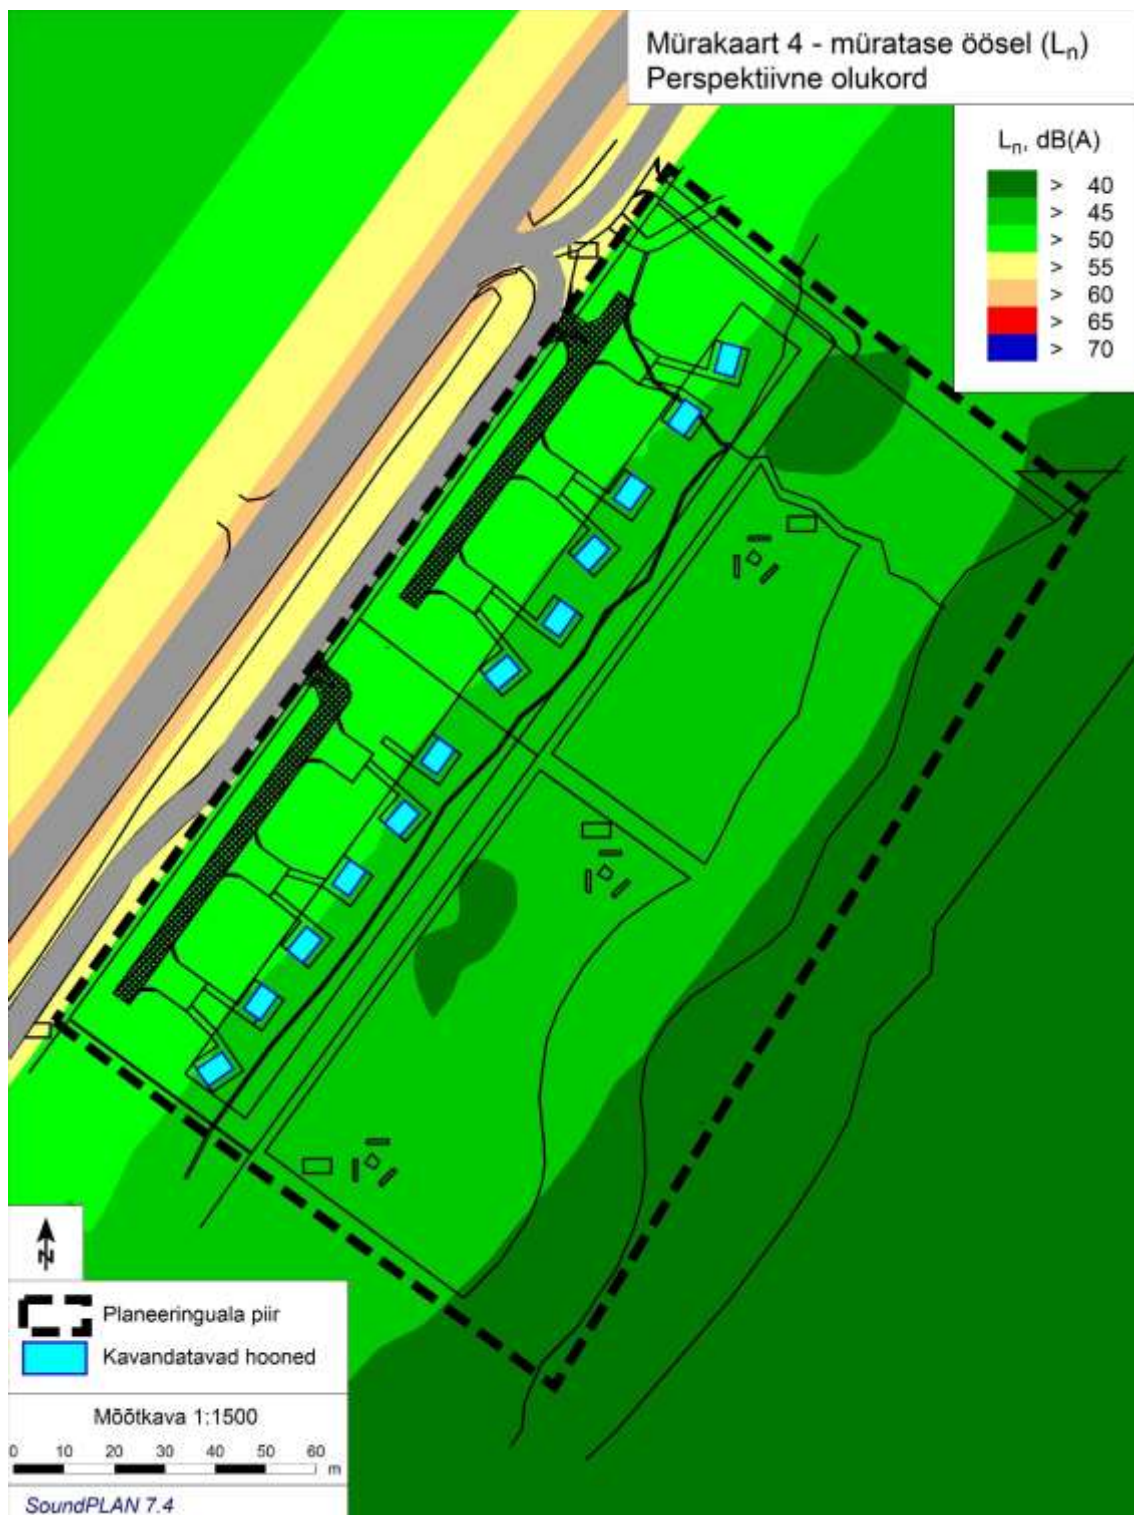 Mürakaart 4 - müratase öösel (Ln)
Perspektiivne olukord
Ln, dB(A)
> 40
> 45
> 50
> 55
> 60
> 65
> 70
N
Planeeringuala piir
Kavandatavad hooned
Mõõtkava 1:1500
0 10 20 30 40 50 60
m
SoundPLAN 7.4